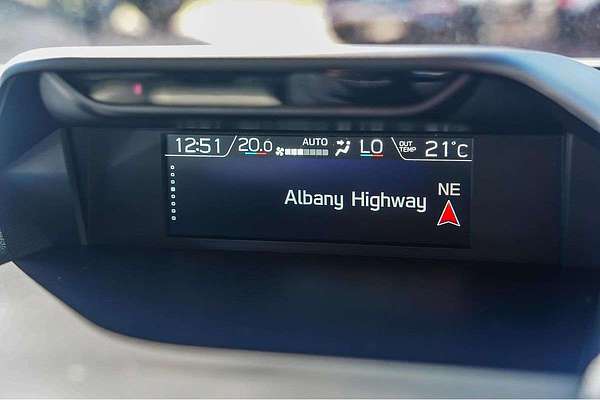 12:51 20.0 AUTO LO OUT TEMP 21°C
Albany Highway NE